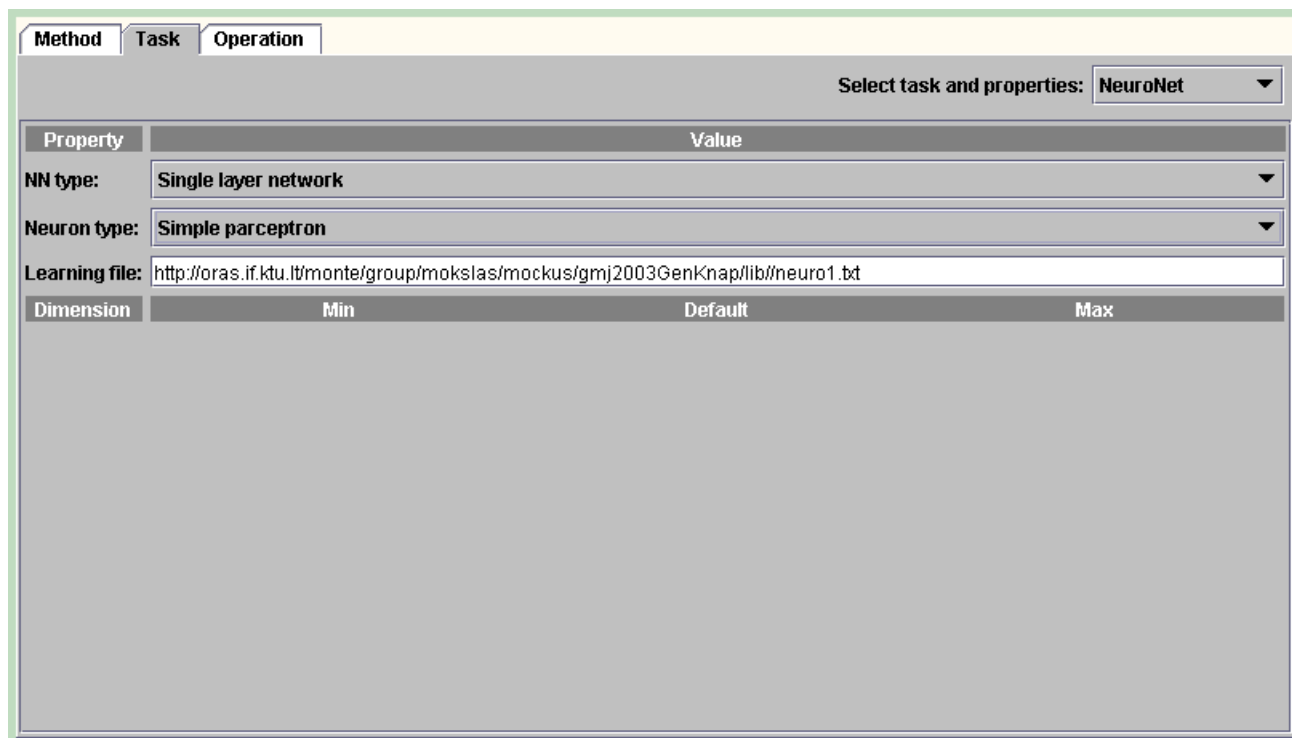 Method Task Operation
Select task and properties: NeuroNet
Property Value
NN type: Single layer network
Neuron type: Simple parceptron
Learning file: http://oras.if.ktu.lt/monte/group/mokslas/mockus/gmj2003GenKnap/lib//neuro1.txt
Dimension Min Default Max